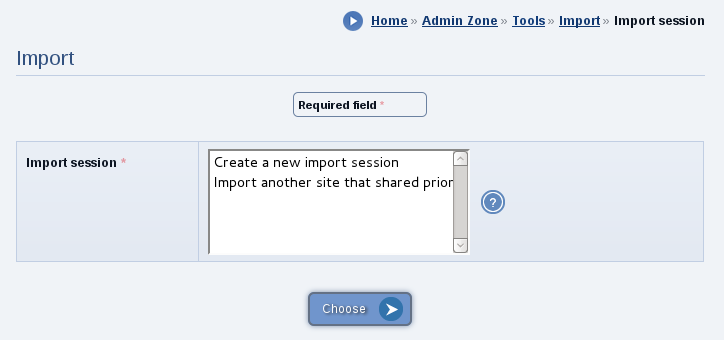 Home » Admin Zone » Tools » Import » Import session
Import
Required field *
Import session *
Create a new import session
Import another site that shared prior
?
Choose